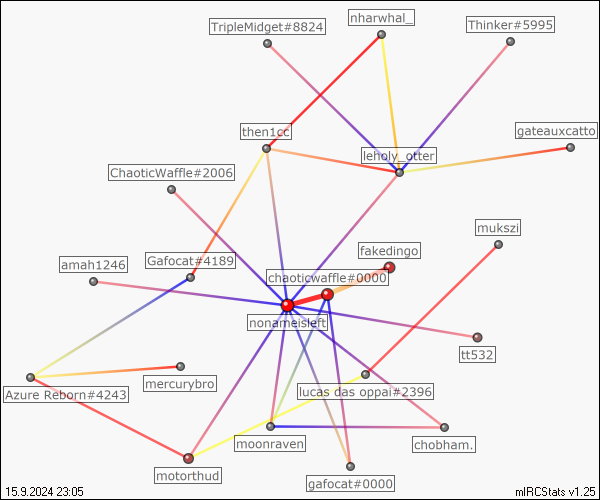 nharwhal_
TripleMidget#8824
Thinker#5995
then1cc
gateauxcatto
leholy_otter
ChaoticWaffle#2006
mukszi
fakedingo
Gafocat#4189
amah1246
chaoticwaffle#0000
nonameisleft
tt532
mercurybro
Azure Reborn#4243
lucas das oppai#2396
moonraven
chobham.
motorthud
gafocat#0000
15.9.2024 23:05
mIRCStats v1.25